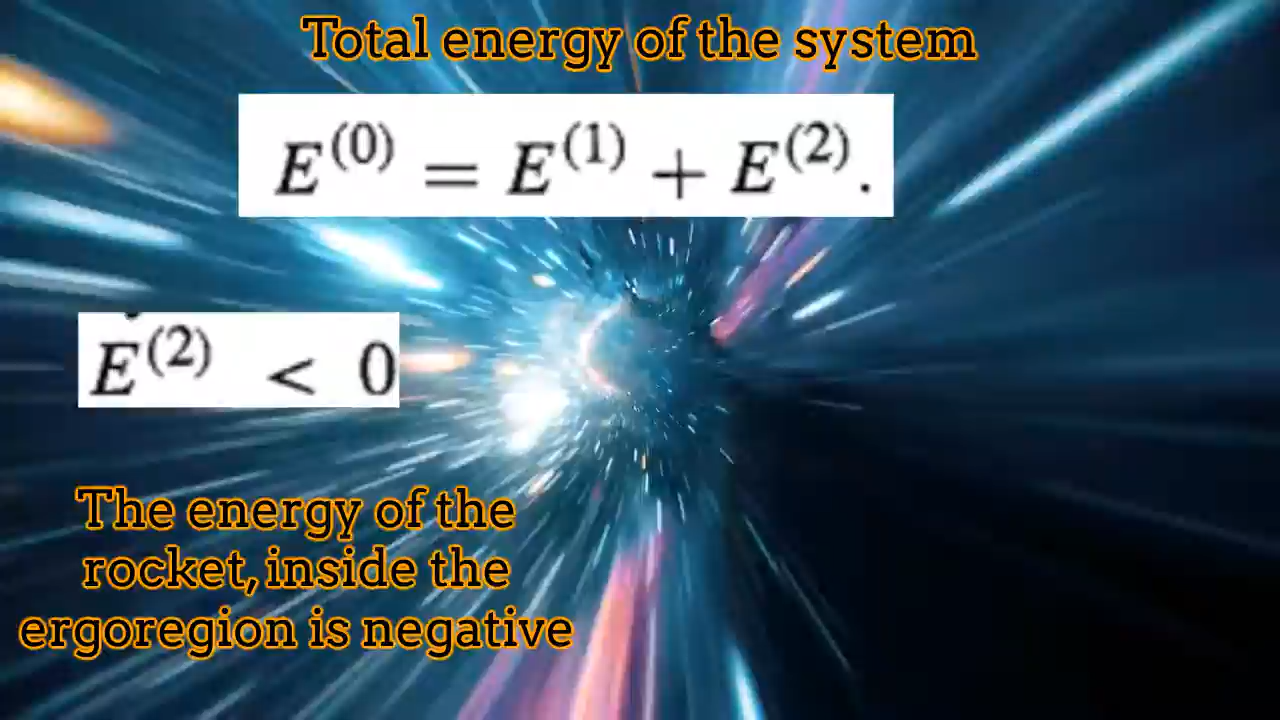 Total energy of the system
E^(0) = E^(1) + E^(2).
E^(2) < 0
The energy of the
rocket, inside the
ergoregion is negative